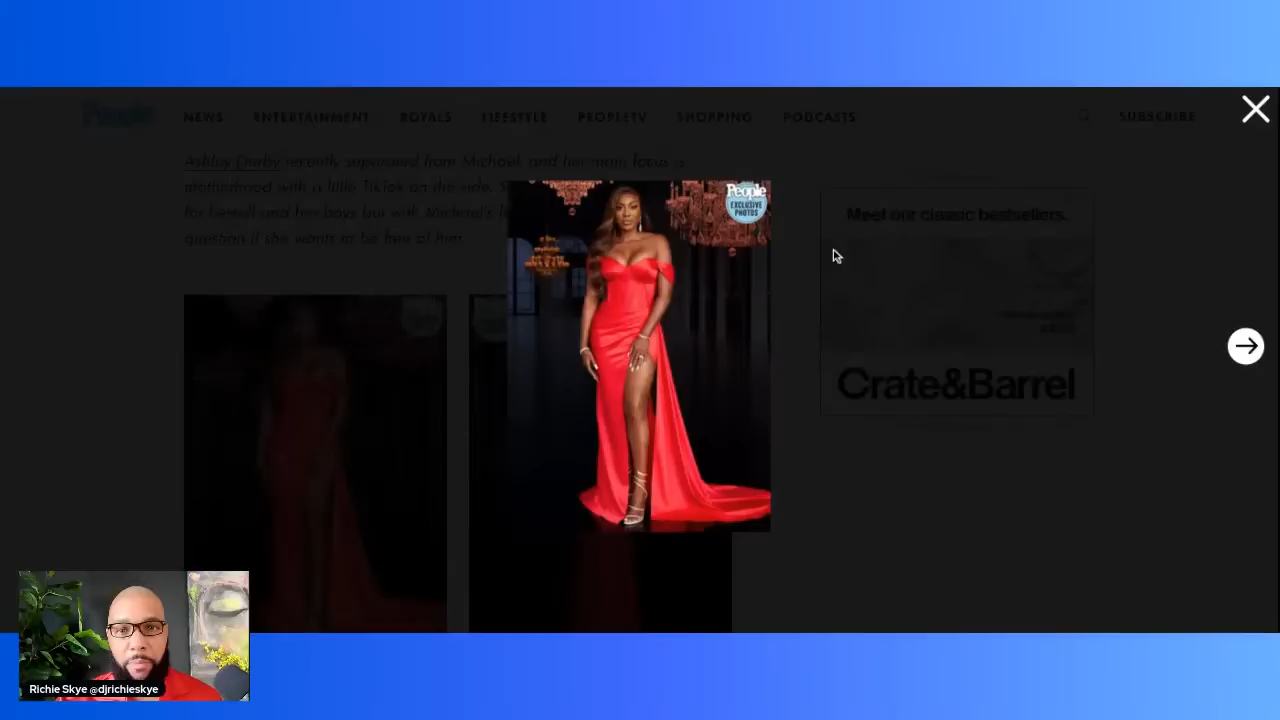 People
NEWS ENTERTAINMENT ROYALS LIFESTYLE PEOPLETV SHOPPING PODCASTS SUBSCRIBE
Ashley Darby recently separated from Michael, and her main focus is
motherhood with a little TikTok on the side. S
for herself and her boys but with Michael's l
question if she wants to be free of him.
People
EXCLUSIVE
PHOTOS
Meet our classic bestsellers.
Crate&Barrel
Richie Skye @djrichieskye